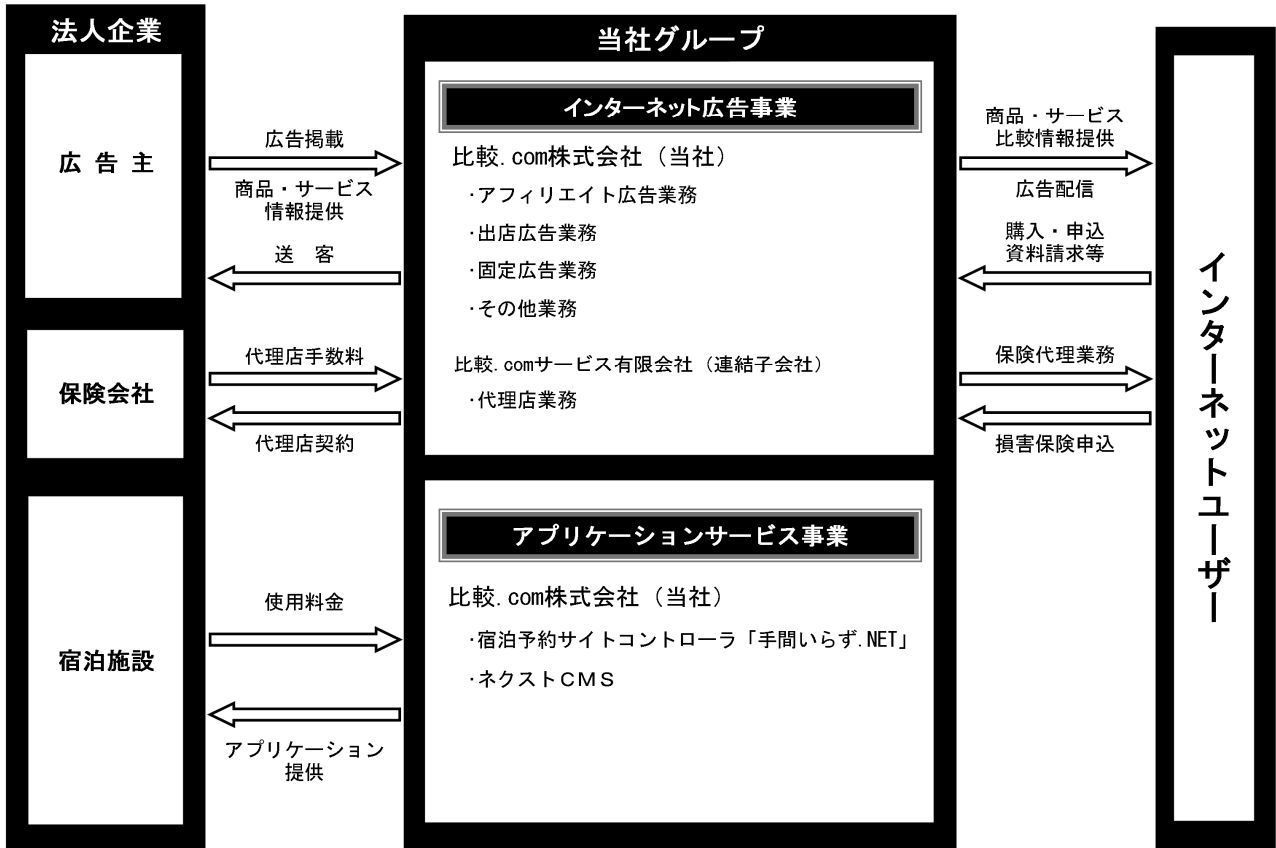 法人企業
広告主
保険会社
宿泊施設
広告掲載
商品・サービス
情報提供
送　客
代理店手数料
代理店契約
使用料金
アプリケーション
提供
当社グループ
インターネット広告事業
比較.com株式会社（当社）
・アフィリエイト広告業務
・出店広告業務
・固定広告業務
・その他業務
比較.comサービス有限会社（連結子会社）
・代理店業務
アプリケーションサービス事業
比較.com株式会社（当社）
・宿泊予約サイトコントローラ「手間いらず.NET」
・ネクストＣＭＳ
商品・サービス
比較情報提供
広告配信
購入・申込
資料請求等
保険代理業務
損害保険申込
インターネットユーザー